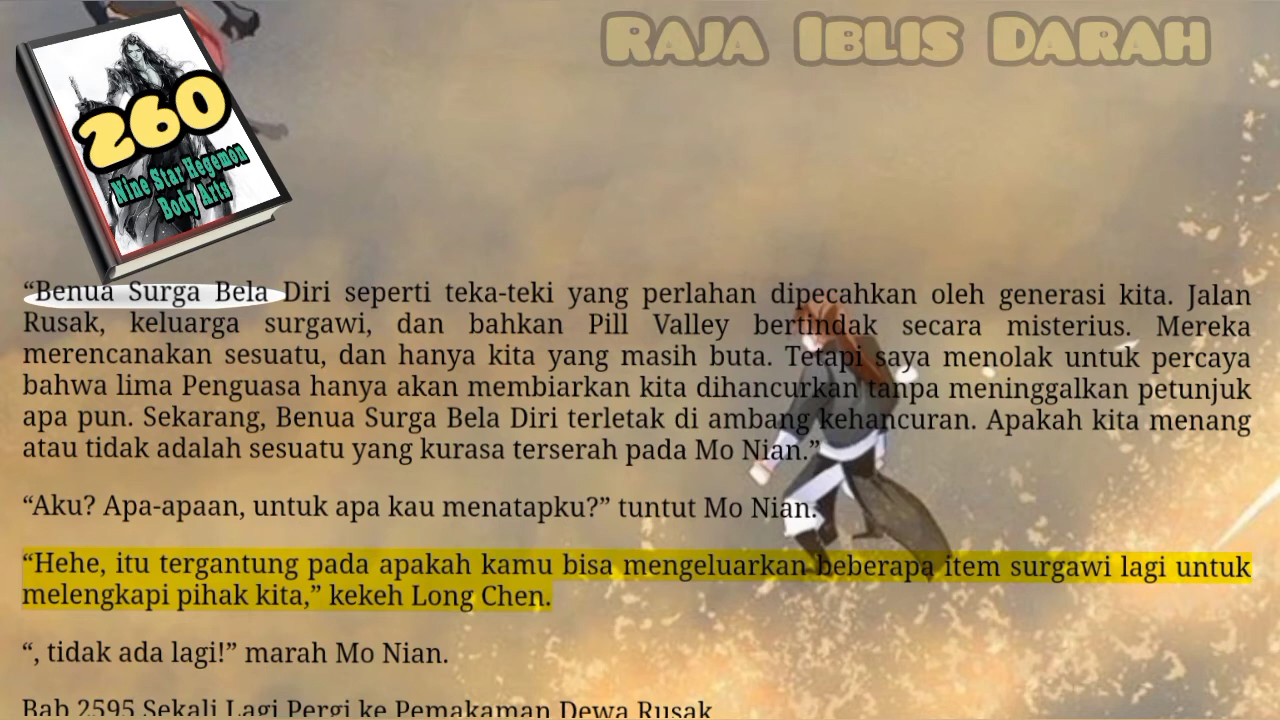 Raja Iblis Darah
260
Nine Star Hegemon
Body Arts
“Benua Surga Bela Diri seperti teka-teki yang perlahan dipecahkan oleh generasi kita. Jalan
Rusak, keluarga surgawi, dan bahkan Pill Valley bertindak secara misterius. Mereka
merencanakan sesuatu, dan hanya kita yang masih buta. Tetapi saya menolak untuk percaya
bahwa lima Penguasa hanya akan membiarkan kita dihancurkan tanpa meninggalkan petunjuk
apa pun. Sekarang, Benua Surga Bela Diri terletak di ambang kehancuran. Apakah kita menang
atau tidak adalah sesuatu yang kurasa terserah pada Mo Nian.”
“Aku? Apa-apaan, untuk apa kau menatapku?” tuntut Mo Nian.
“Hehe, itu tergantung pada apakah kamu bisa mengeluarkan beberapa item surgawi lagi untuk
melengkapi pihak kita,” kekeh Long Chen.
“, tidak ada lagi!” marah Mo Nian.
Bab 2595 Sekali Lagi Pergi ke Pemakaman Dewa Rusak